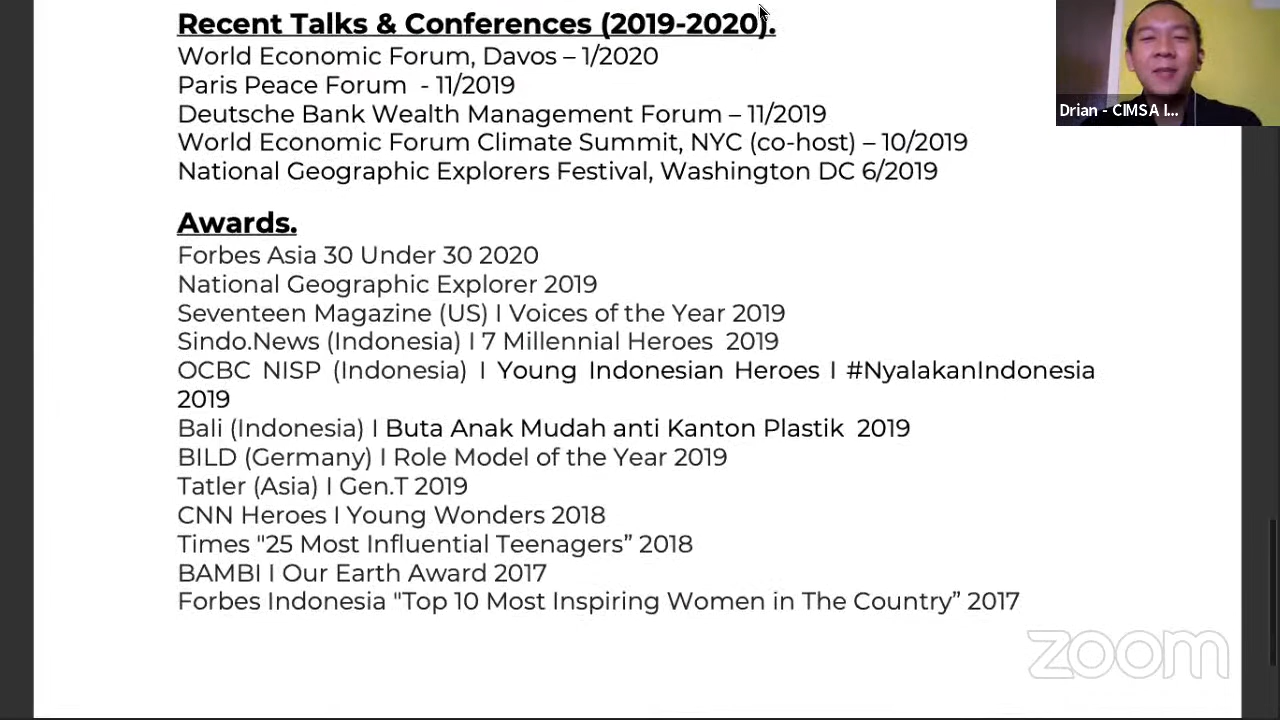 Recent Talks & Conferences (2019-2020).
World Economic Forum, Davos – 1/2020
Paris Peace Forum - 11/2019
Deutsche Bank Wealth Management Forum – 11/2019
World Economic Forum Climate Summit, NYC (co-host) – 10/2019
National Geographic Explorers Festival, Washington DC 6/2019
Awards.
Forbes Asia 30 Under 30 2020
National Geographic Explorer 2019
Seventeen Magazine (US) I Voices of the Year 2019
Sindo.News (Indonesia) I 7 Millennial Heroes 2019
OCBC NISP (Indonesia) I Young Indonesian Heroes I #NyalakanIndonesia
2019
Bali (Indonesia) I Buta Anak Mudah anti Kanton Plastik 2019
BILD (Germany) I Role Model of the Year 2019
Tatler (Asia) I Gen.T 2019
CNN Heroes I Young Wonders 2018
Times "25 Most Influential Teenagers” 2018
BAMBI I Our Earth Award 2017
Forbes Indonesia "Top 10 Most Inspiring Women in The Country” 2017
Drian - CIMSA I...
zoom